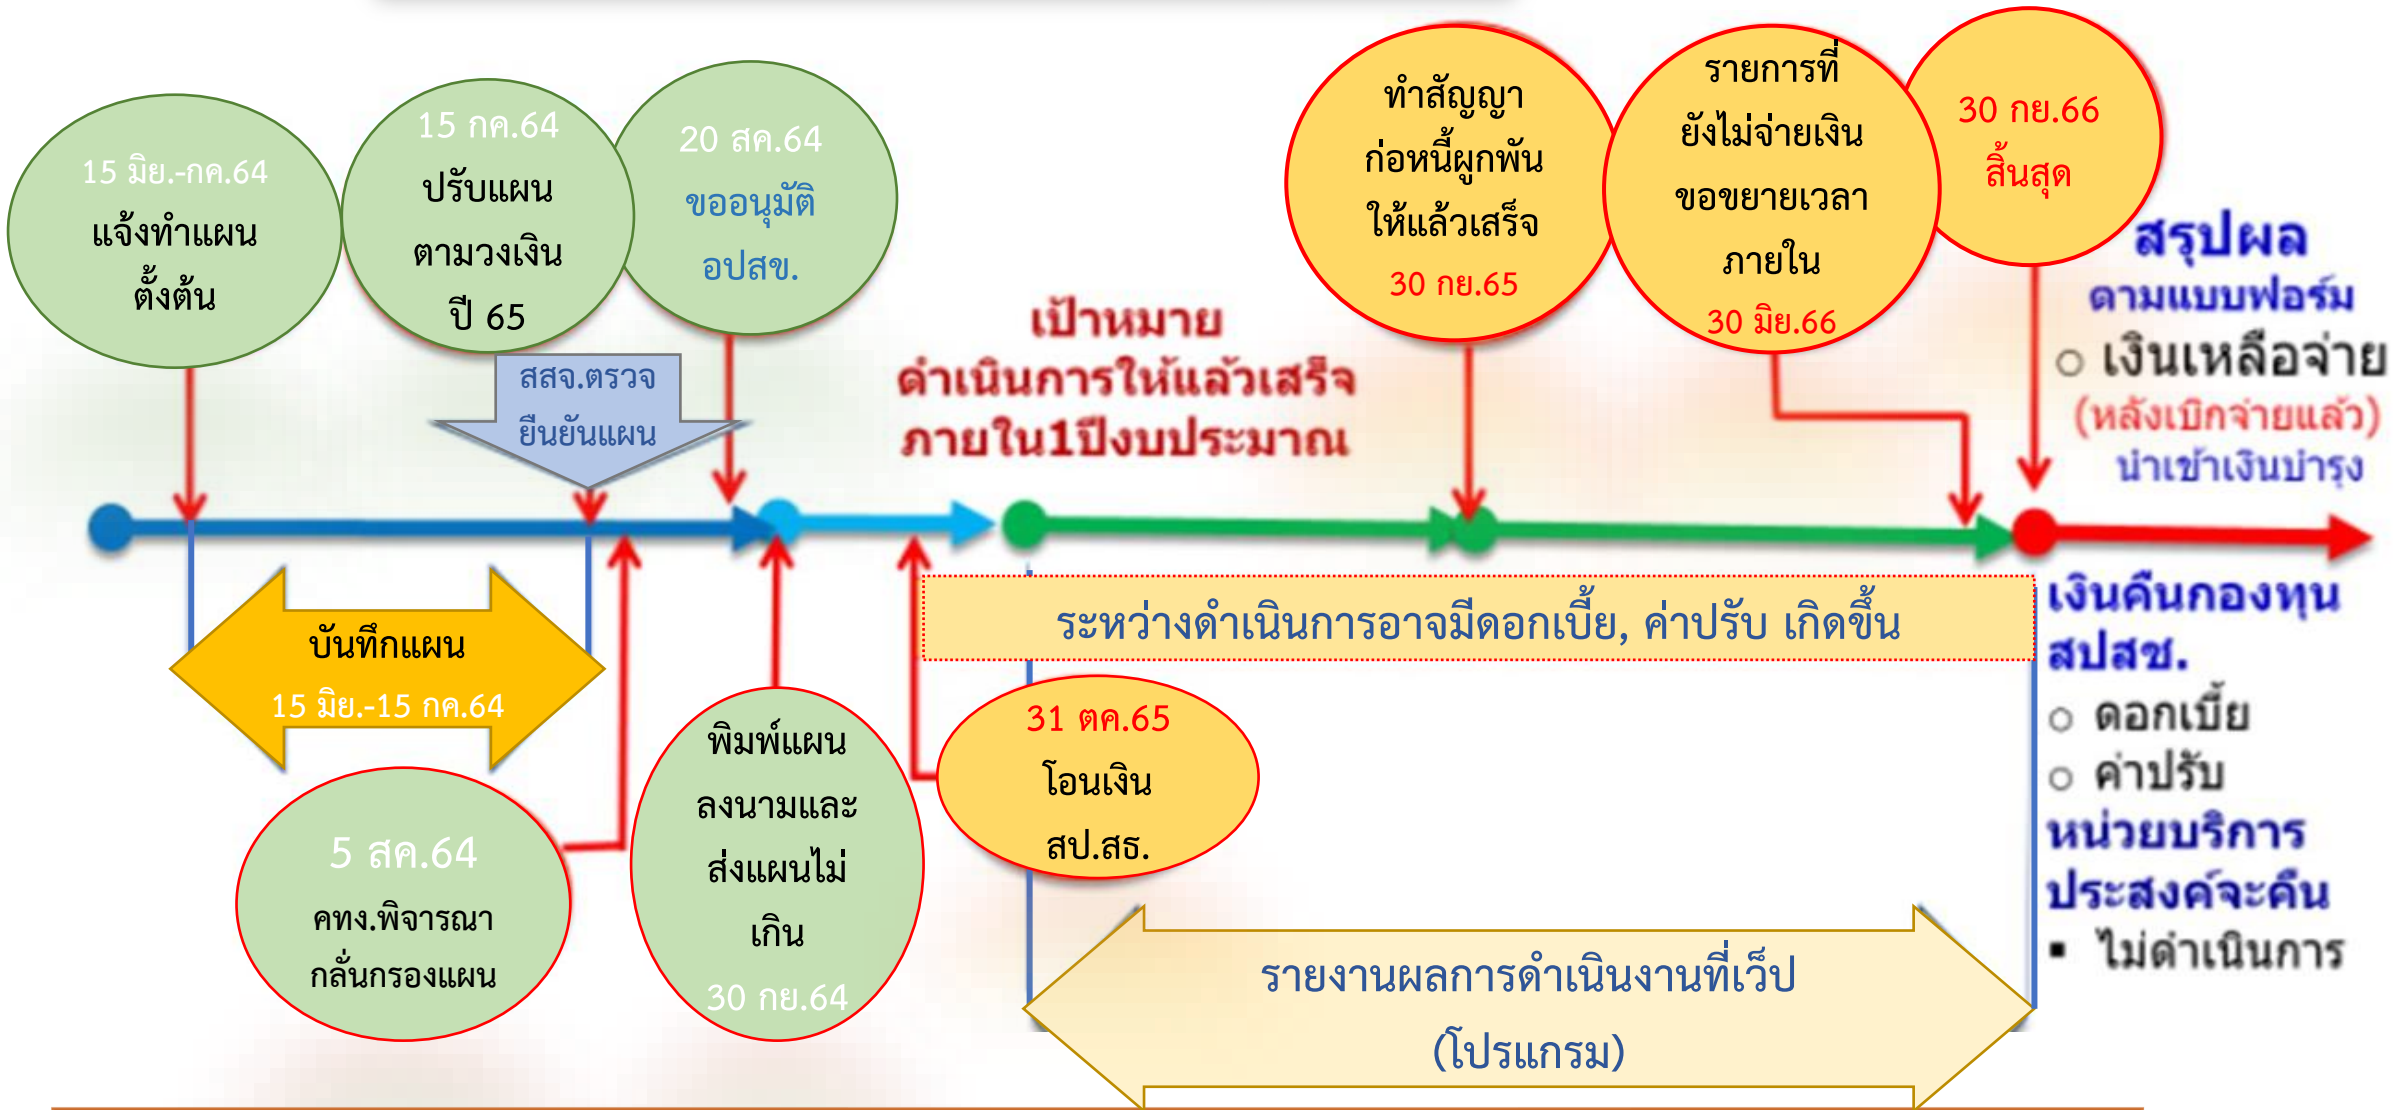 15 มิย.-กค.64
แจ้งทำแผน
ตั้งต้น
15 กค.64
ปรับแผน
ตามวงเงิน
ปี 65
20 สค.64
ขออนุมัติ
อปสข.
สสจ.ตรวจ
ยืนยันแผน
เป้าหมาย
ดำเนินการให้แล้วเสร็จ
ภายใน1ปีงบประมาณ
ทำสัญญา
ก่อหนี้ผูกพัน
ให้แล้วเสร็จ
30 กย.65
รายการที่
ยังไม่จ่ายเงิน
ขอขยายเวลา
ภายใน
30 มิย.66
30 กย.66
สิ้นสุด
สรุปผล
ตามแบบฟอร์ม
○ เงินเหลือจ่าย
(หลังเบิกจ่ายแล้ว)
นำเข้าเงินบำรุง
บันทึกแผน
15 มิย.-15 กค.64
5 สค.64
คทง.พิจารณา
กลั่นกรองแผน
พิมพ์แผน
ลงนามและ
ส่งแผนไม่
เกิน
30 กย.64
ระหว่างดำเนินการอาจมีดอกเบี้ย, ค่าปรับ เกิดขึ้น
31 ตค.65
โอนเงิน
สป.สธ.
รายงานผลการดำเนินงานที่เว็ป
(โปรแกรม)
เงินคืนกองทุน
สปสช.
○ ดอกเบี้ย
○ ค่าปรับ
หน่วยบริการ
ประสงค์จะคืน
▪ ไม่ดำเนินการ